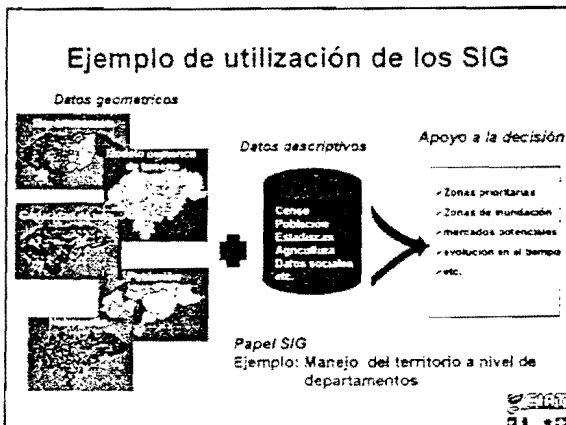 Ejemplo de utilización de los SIG
Datos geometricos
Datos descriptivos
Apoyo a la decisión
Censo
Población
Estadisticas
Agricultura
Datos sociales
etc.
✓Zonas prioritarias
✓Zonas de inundación
✓mercados potenciales
✓evolución en el tiempo
✓etc.
Papel SIG
Ejemplo: Manejo del territorio a nivel de
departamentos
CIAT